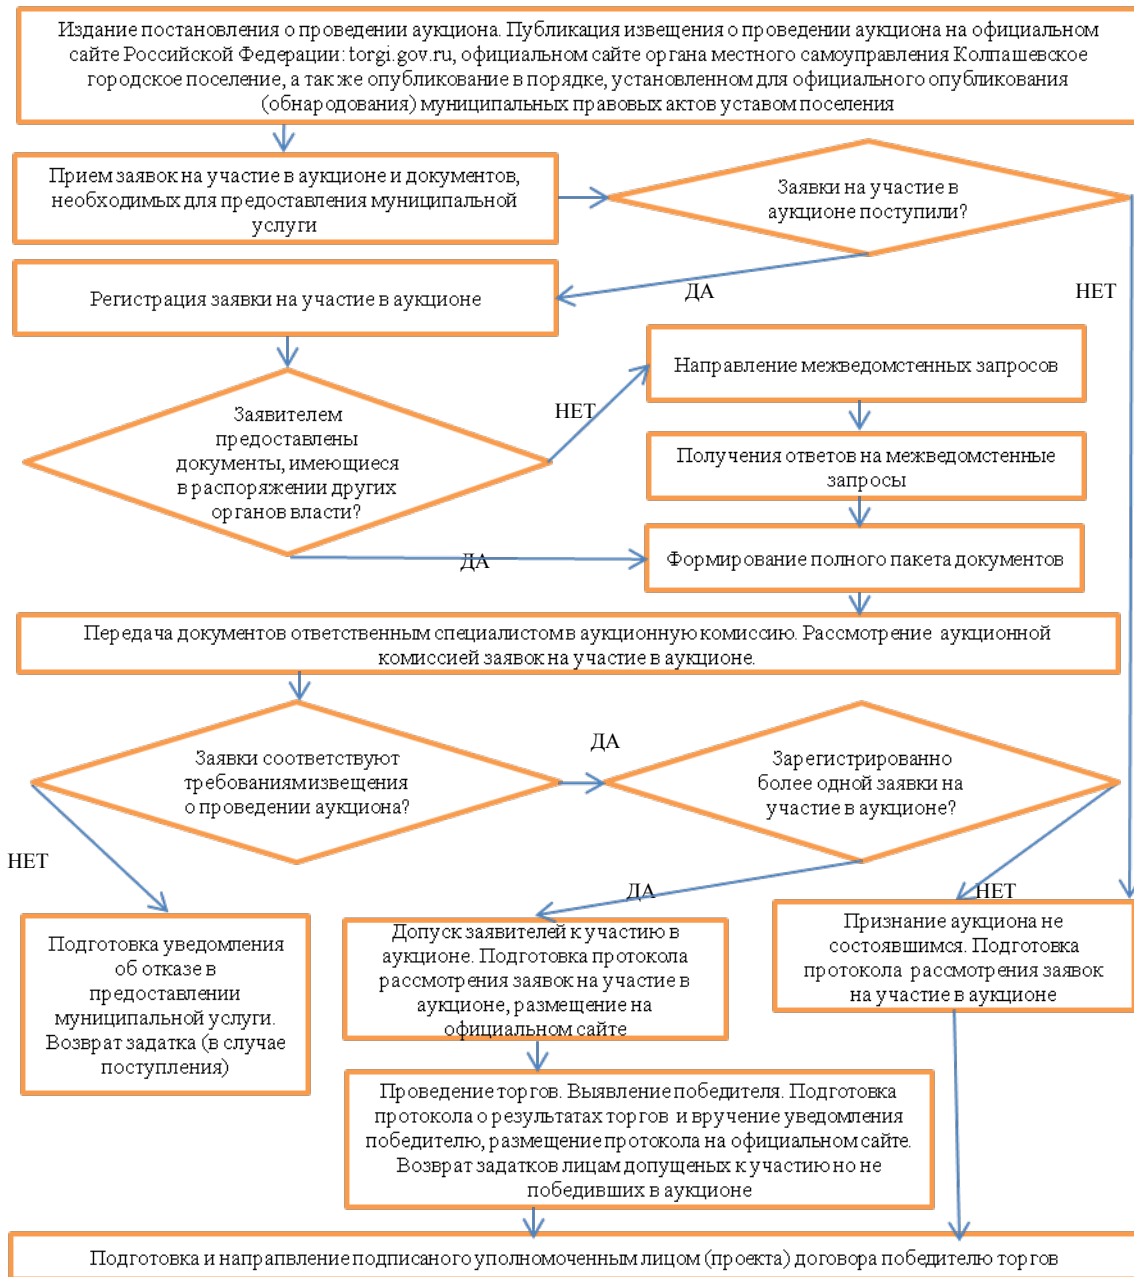 Издание постановления о проведении аукциона. Публикация извещения о проведении аукциона на официальном
сайте Российской Федерации: torgi.gov.ru, официальном сайте органа местного самоуправления Колпашевское
городское поселение, а так же опубликование в порядке, установленном для официального опубликования
(обнародования) муниципальных правовых актов уставом поселения
Прием заявок на участие в аукционе и документов,
необходимых для предоставления муниципальной
услуги
Заявки на участие в
аукционе поступили?
ДА
НЕТ
Регистрация заявки на участие в аукционе
Заявителем
предоставлены
документы, имеющиеся
в распоряжении других
органов власти?
НЕТ
Направление межведомстенных запросов
Получения ответов на межведомстенные
запросы
ДА
Формирование полного пакета документов
Передача документов ответственным специалистом в аукционную комиссию. Рассмотрение аукционной
комиссией заявок на участие в аукционе.
Заявки соответствуют
требованиям извещения
о проведении аукциона?
ДА
Зарегистрировано
более одной заявки на
участие в аукционе?
НЕТ
ДА
НЕТ
Подготовка уведомления
об отказе в
предоставлении
муниципальной услуги.
Возврат задатка (в случае
поступления)
Допуск заявителей к участию в
аукционе. Подготовка протокола
рассмотрения заявок на участие в
аукционе, размещение на
официальном сайте
Признание аукциона не
состоявшимся. Подготовка
протокола рассмотрения заявок
на участие в аукционе
Проведение торгов. Выявление победителя. Подготовка
протокола о результатах торгов и вручение уведомления
победителю, размещение протокола на официальном сайте.
Возврат задатков лицам допущеных к участию но не
победивших в аукционе
Подготовка и напрапвление подписаного уполномоченным лицом (проекта) договора победителю торгов